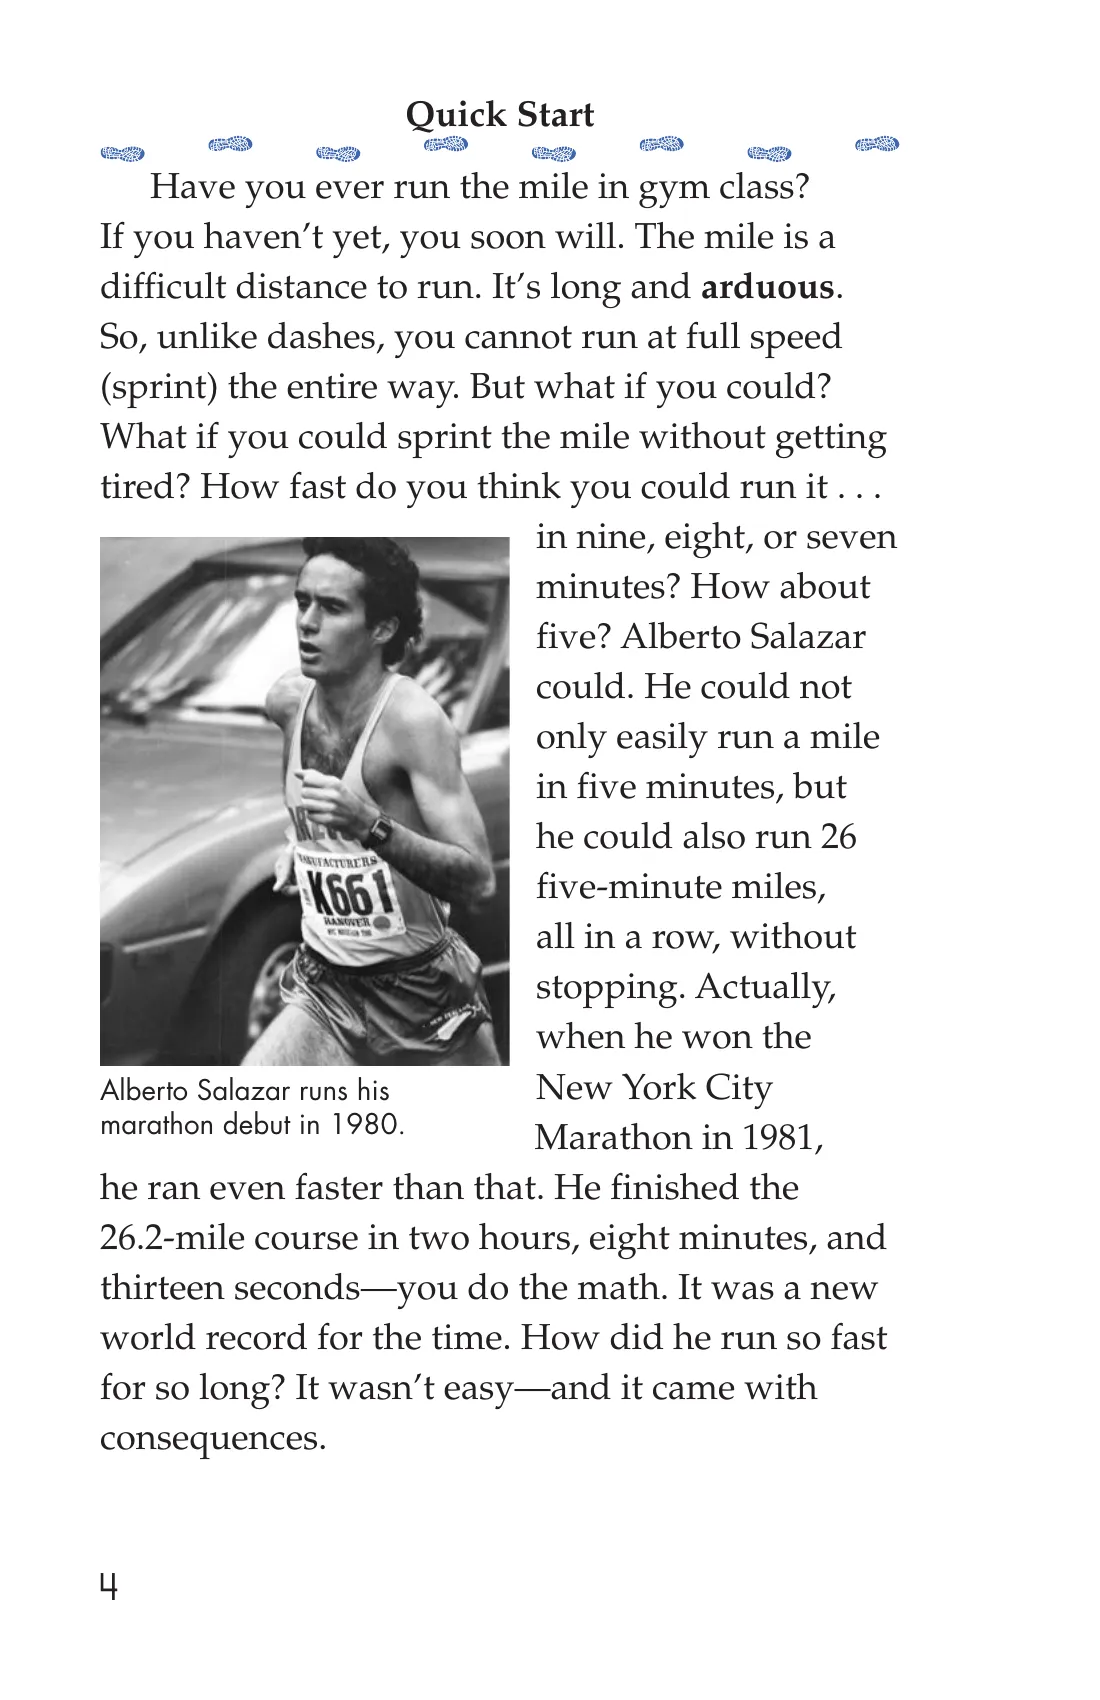 Quick Start
Have you ever run the mile in gym class?
If you haven’t yet, you soon will. The mile is a
difficult distance to run. It’s long and arduous.
So, unlike dashes, you cannot run at full speed
(sprint) the entire way. But what if you could?
What if you could sprint the mile without getting
tired? How fast do you think you could run it . . .
in nine, eight, or seven
minutes? How about
five? Alberto Salazar
could. He could not
only easily run a mile
in five minutes, but
he could also run 26
five-minute miles,
all in a row, without
stopping. Actually,
when he won the
New York City
Marathon in 1981,
he ran even faster than that. He finished the
26.2-mile course in two hours, eight minutes, and
thirteen seconds—you do the math. It was a new
world record for the time. How did he run so fast
for so long? It wasn’t easy—and it came with
consequences.
MANUFACTURERS
K661
HANOVER
Alberto Salazar runs his
marathon debut in 1980.
4